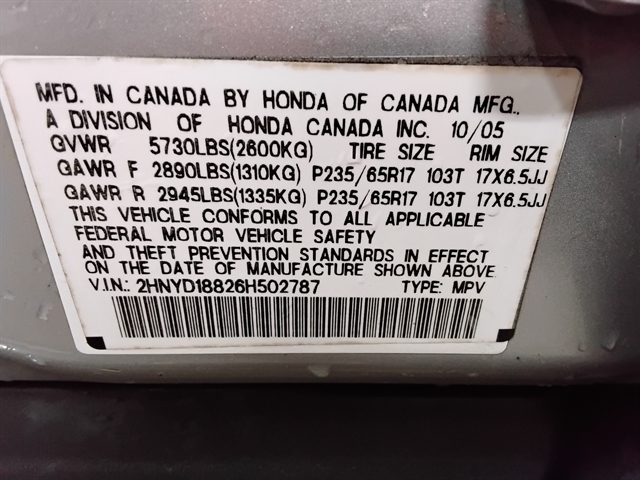 MFD. IN CANADA BY HONDA OF CANADA MFG.,
A DIVISION OF HONDA CANADA INC. 10/05
GVWR 5730LBS(2600KG) TIRE SIZE RIM SIZE
GAWR F 2890LBS(1310KG) P235/65R17 103T 17X6.5JJ
GAWR R 2945LBS(1335KG) P235/65R17 103T 17X6.5JJ
THIS VEHICLE CONFORMS TO ALL APPLICABLE
FEDERAL MOTOR VEHICLE SAFETY
AND THEFT PREVENTION STANDARDS IN EFFECT
ON THE DATE OF MANUFACTURE SHOWN ABOVE.
V.I.N.: 2HNYD18826H502787 TYPE: MPV